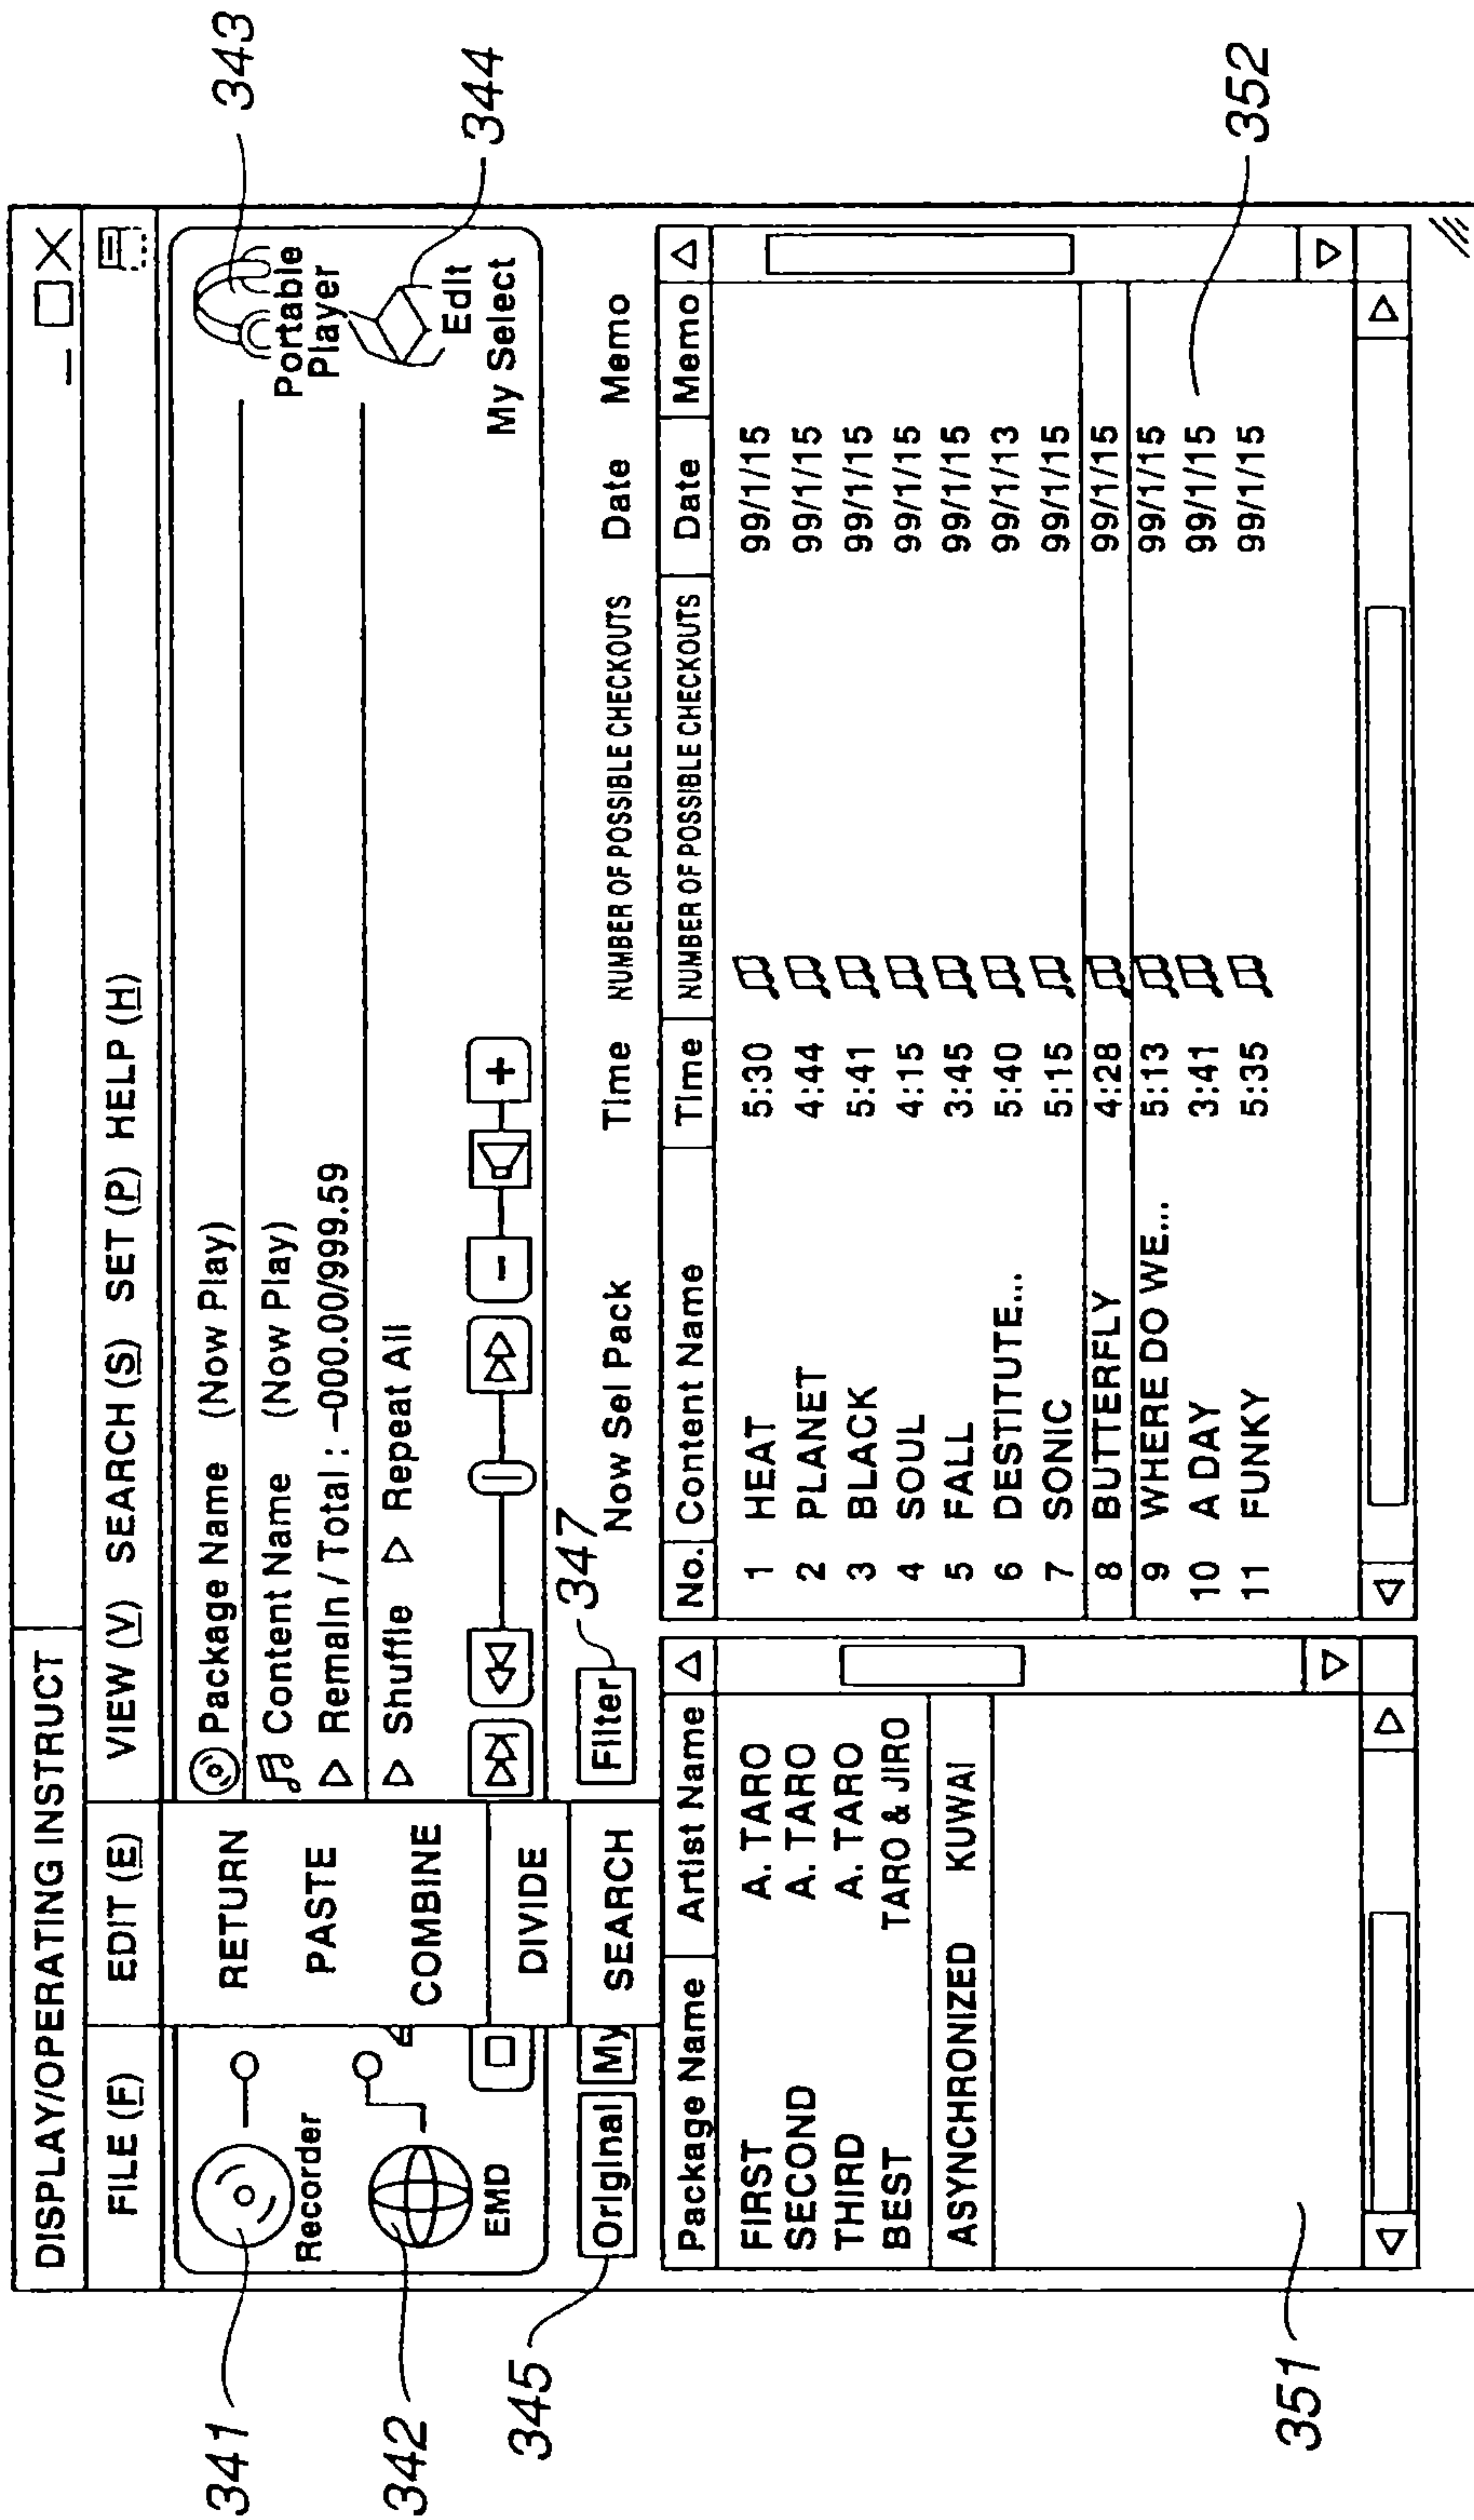 DISPLAY/OPERATING INSTRUCT
FILE (F) EDIT (E) VIEW (V) SEARCH (S) SET (P) HELP (H)
RETURN
PASTE
COMBINE
DIVIDE
SEARCH
341
Recorder
342
EMD
Package Name (Now Play)
Content Name (Now Play)
Remain / Total : -000.00/999.59
Shuffle Repeat All
- +
343
Portable
Player
344
Edit
My Select
345
Original My
Filter 347
Now Sel Pack Time NUMBER OF POSSIBLE CHECKOUTS Date Memo
Package Name Artist Name
FIRST A. TARO
SECOND A. TARO
THIRD A. TARO
BEST TARO & JIRO
ASYNCHRONIZED KUWAI
351
No. Content Name Time NUMBER OF POSSIBLE CHECKOUTS Date Memo
1 HEAT 5:30 99/1/15
2 PLANET 4:44 99/1/15
3 BLACK 5:41 99/1/15
4 SOUL 4:15 99/1/15
5 FALL 3:45 99/1/15
6 DESTITUTE... 5:40 99/1/13
7 SONIC 5:15 99/1/15
8 BUTTERFLY 4:28 99/1/15
9 WHERE DO WE... 5:13 99/1/15
10 A DAY 3:41 99/1/15
11 FUNKY 5:35 99/1/15
352